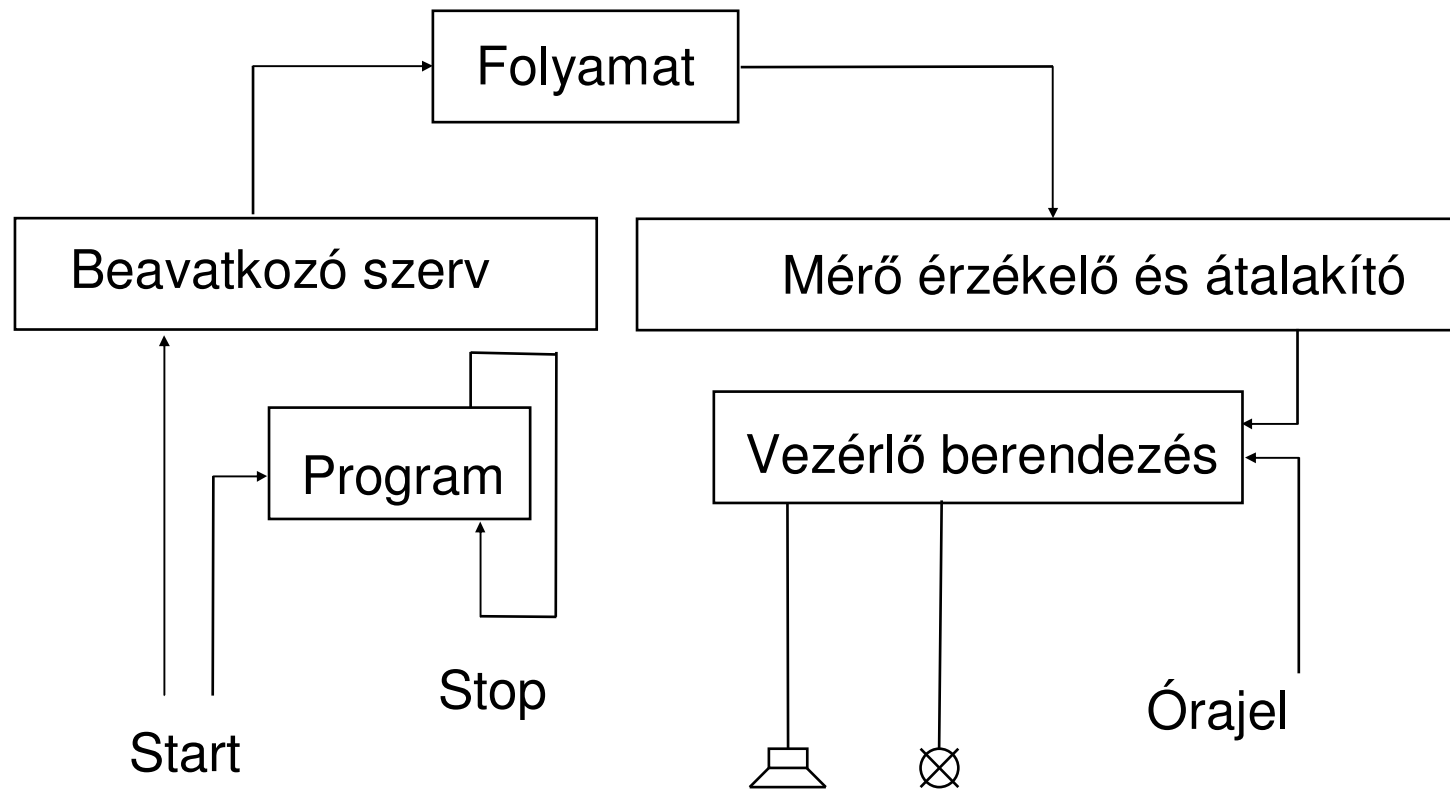 Folyamat
Beavatkozó szerv
Mérő érzékelő és átalakító
Program
Vezérlő berendezés
Stop
Órajel
Start